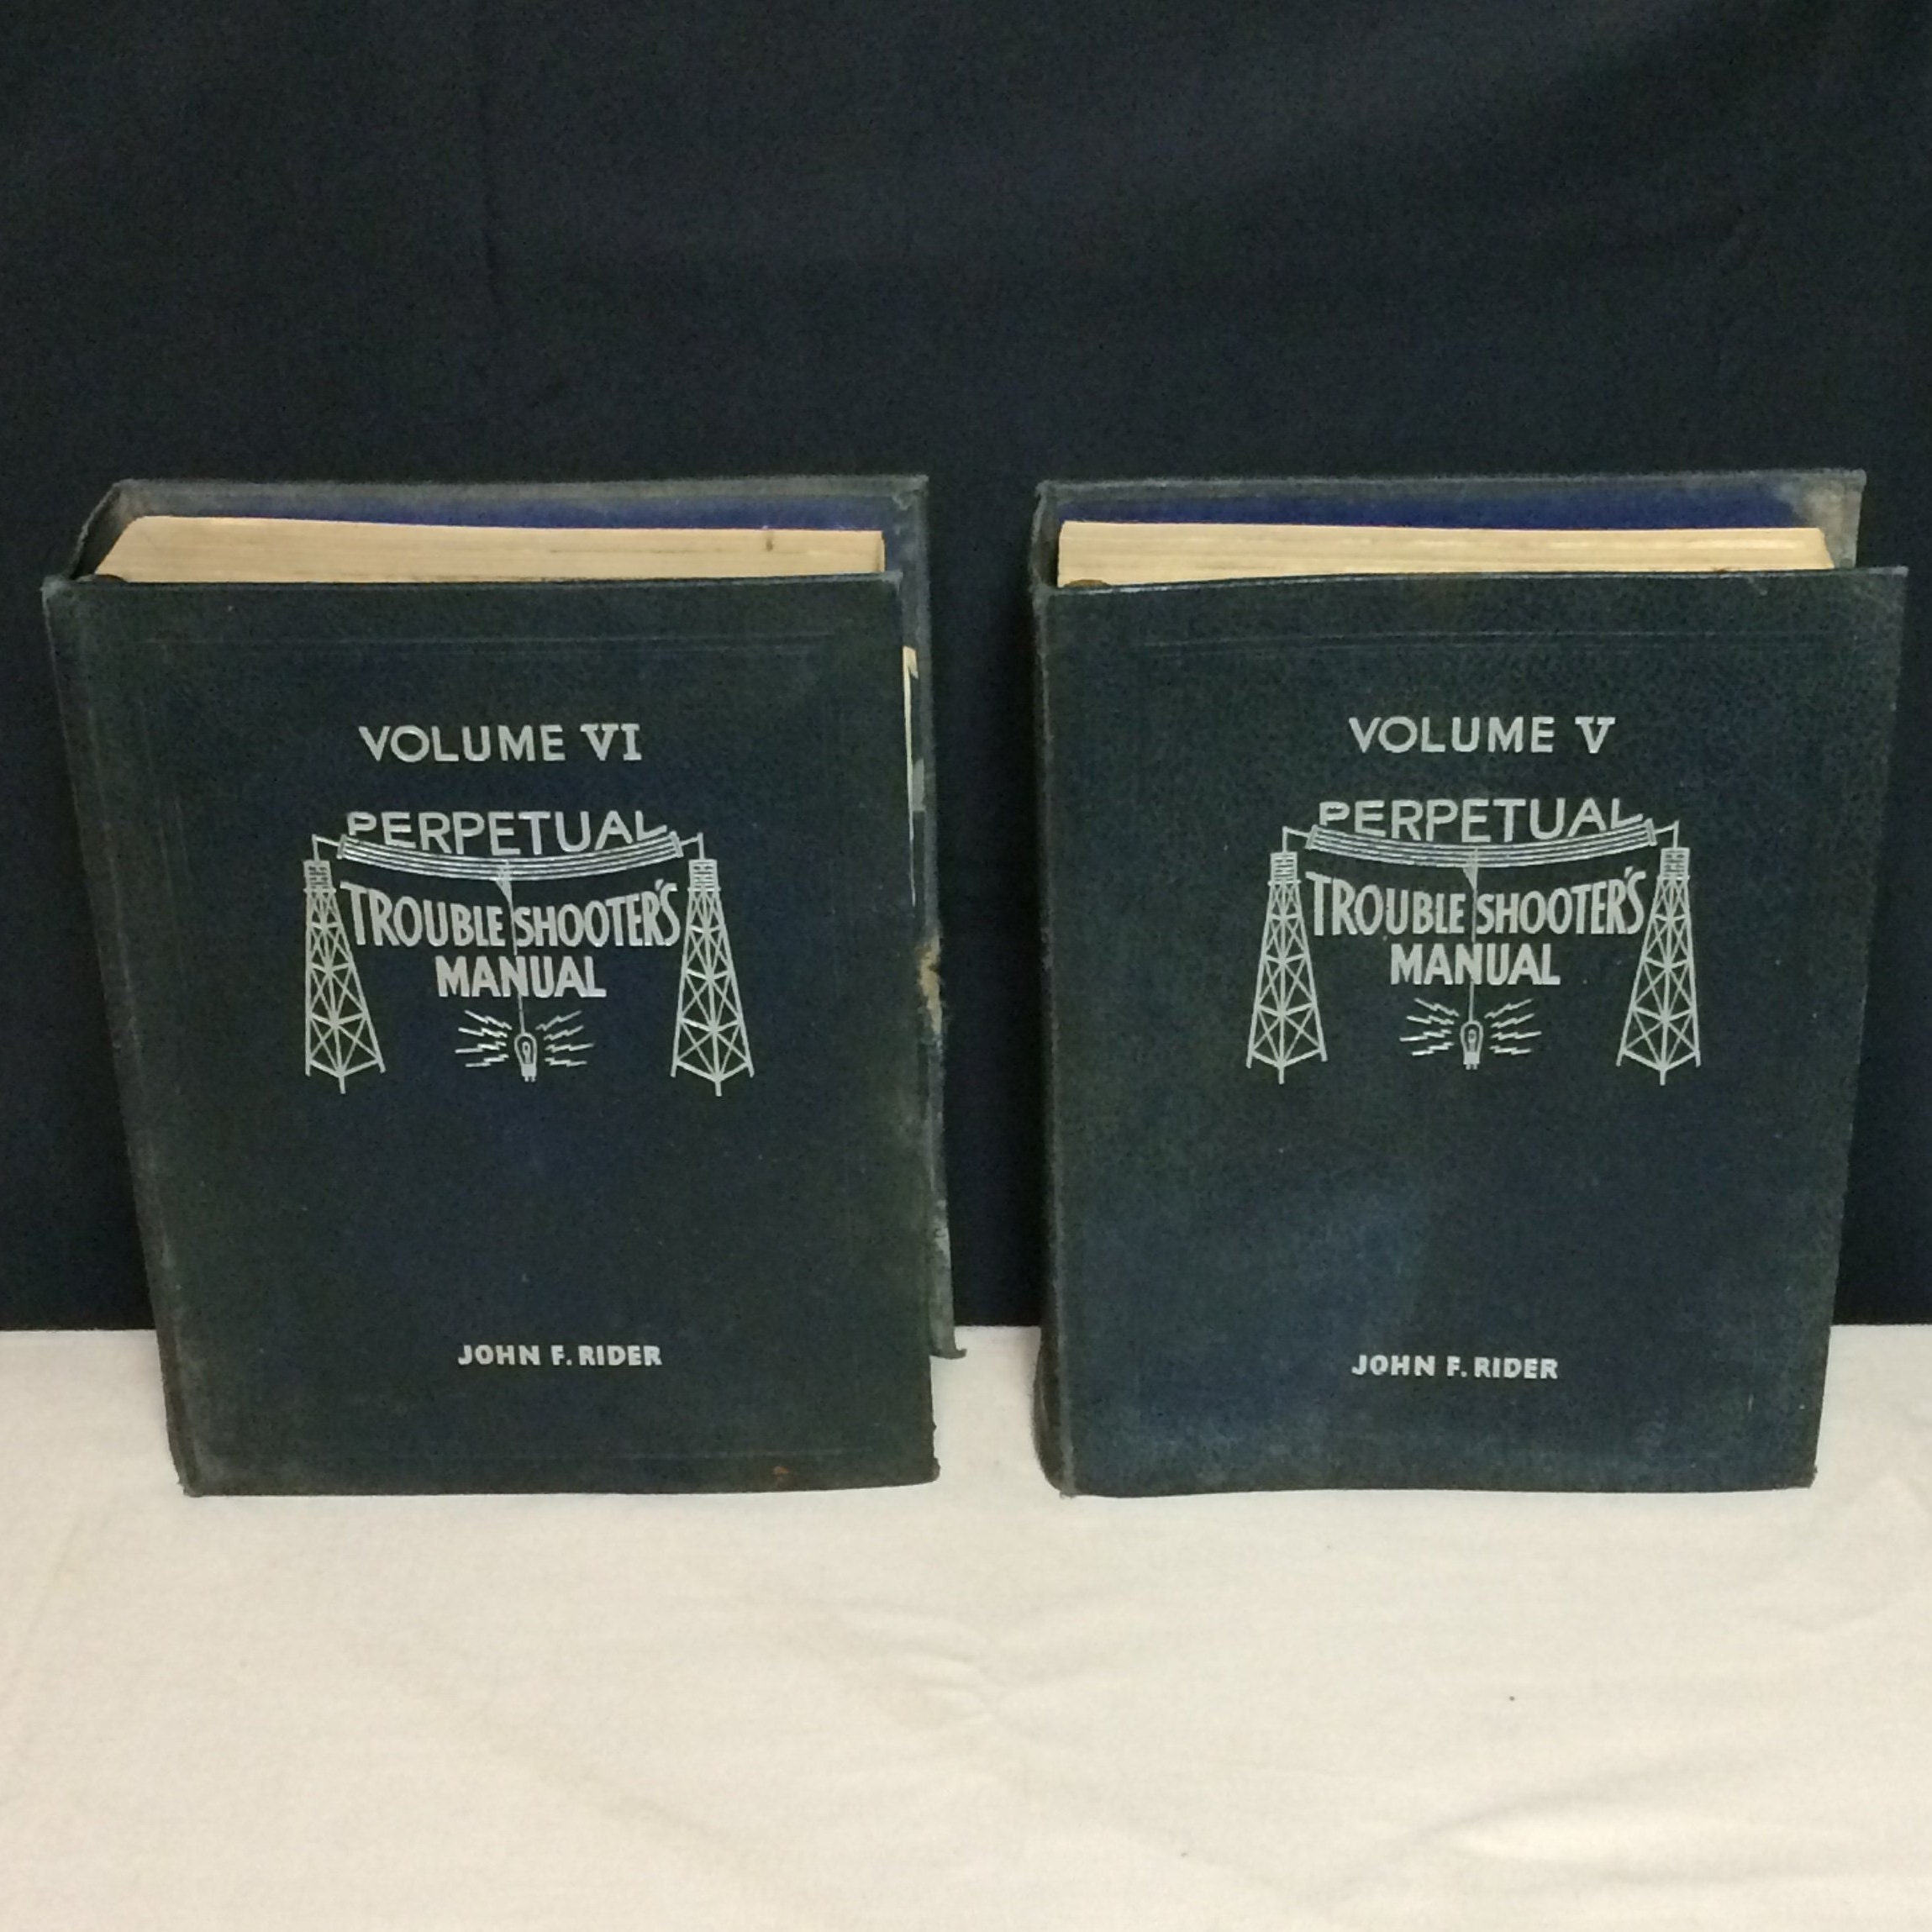 VOLUME VI
PERPETUAL
TROUBLE SHOOTER'S
MANUAL
JOHN F. RIDER
VOLUME V
PERPETUAL
TROUBLE SHOOTER'S
MANUAL
JOHN F. RIDER